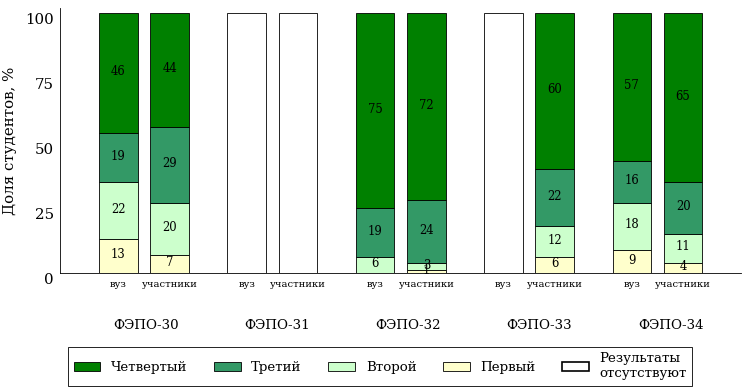 Доля студентов, %
100
75
50
25
0
46 44 75 72 60 57 65
19 29 19 24 22 16 20
22 20 6 3 12 18 11
13 7 1 6 9 4
вуз участники вуз участники вуз участники вуз участники вуз участники
ФЭПО-30 ФЭПО-31 ФЭПО-32 ФЭПО-33 ФЭПО-34
Четвертый Третий Второй Первый Результаты
отсутствуют